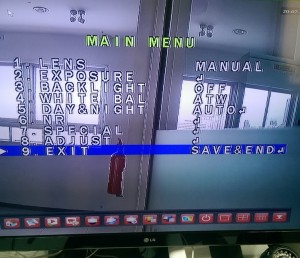 MAIN MENU
1. LENS MANUAL
2. EXPOSURE ↲
3. BACKLIGHT OFF
4. WHITE BAL ATW
5. DAY&NIGHT AUTO↲
6. NR ↲
7. SPECIAL ↲
8. ADJUST ↲
9. EXIT SAVE&END↲
LG